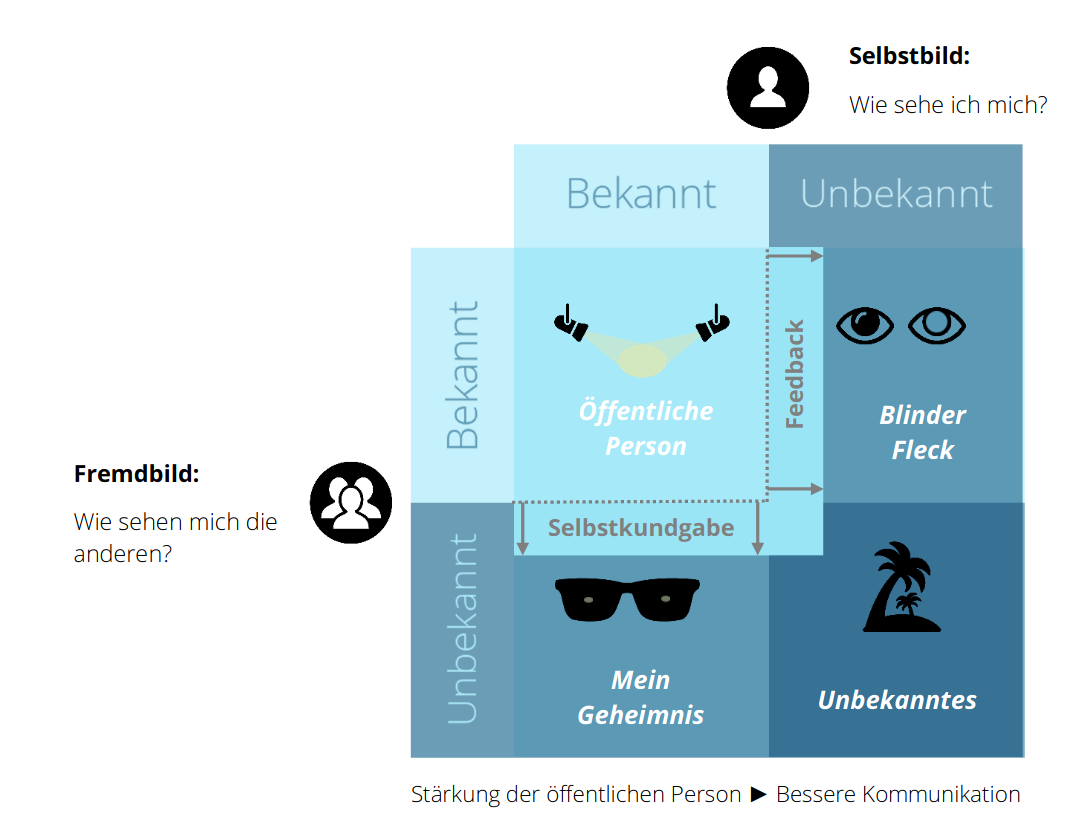 Selbstbild:
Wie sehe ich mich?
Bekannt
Unbekannt
Bekannt
Feedback
Öffentliche
Person
Blinder
Fleck
Fremdbild:
Wie sehen mich die
anderen?
Selbstkundgabe
Unbekannt
Mein
Geheimnis
Unbekanntes
Stärkung der öffentlichen Person ► Bessere Kommunikation